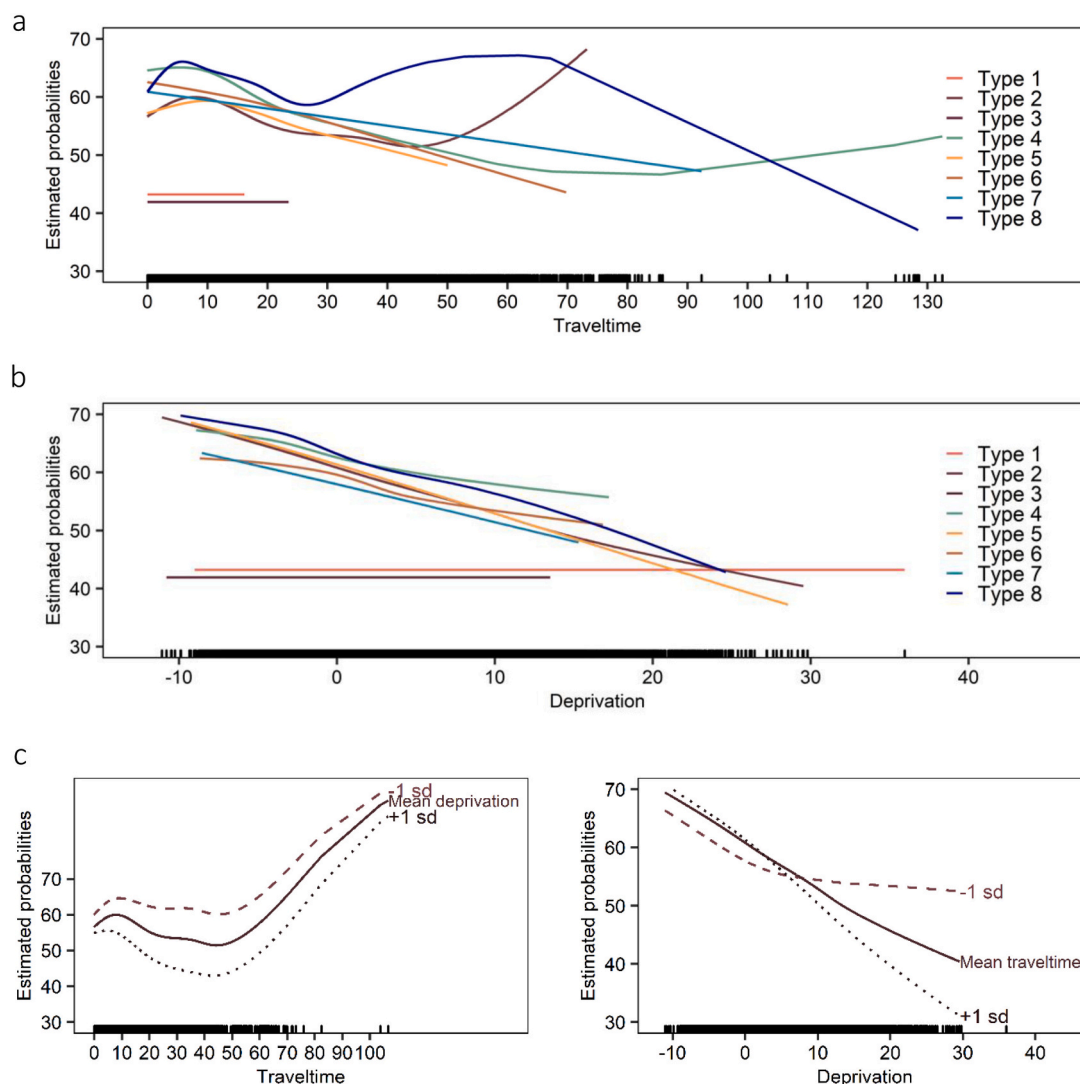 a
Estimated probabilities
70
60
50
40
30
0 10 20 30 40 50 60 70 80 90 100 110 120 130
Traveltime
Type 1
Type 2
Type 3
Type 4
Type 5
Type 6
Type 7
Type 8
b
Estimated probabilities
70
60
50
40
30
-10 0 10 20 30 40
Deprivation
Type 1
Type 2
Type 3
Type 4
Type 5
Type 6
Type 7
Type 8
c
Estimated probabilities
70
60
50
40
30
0 10 20 30 40 50 60 70 80 90 100
Traveltime
-1 sd
Mean deprivation
+1 sd
Estimated probabilities
70
60
50
40
30
-10 0 10 20 30 40
Deprivation
-1 sd
Mean traveltime
+1 sd